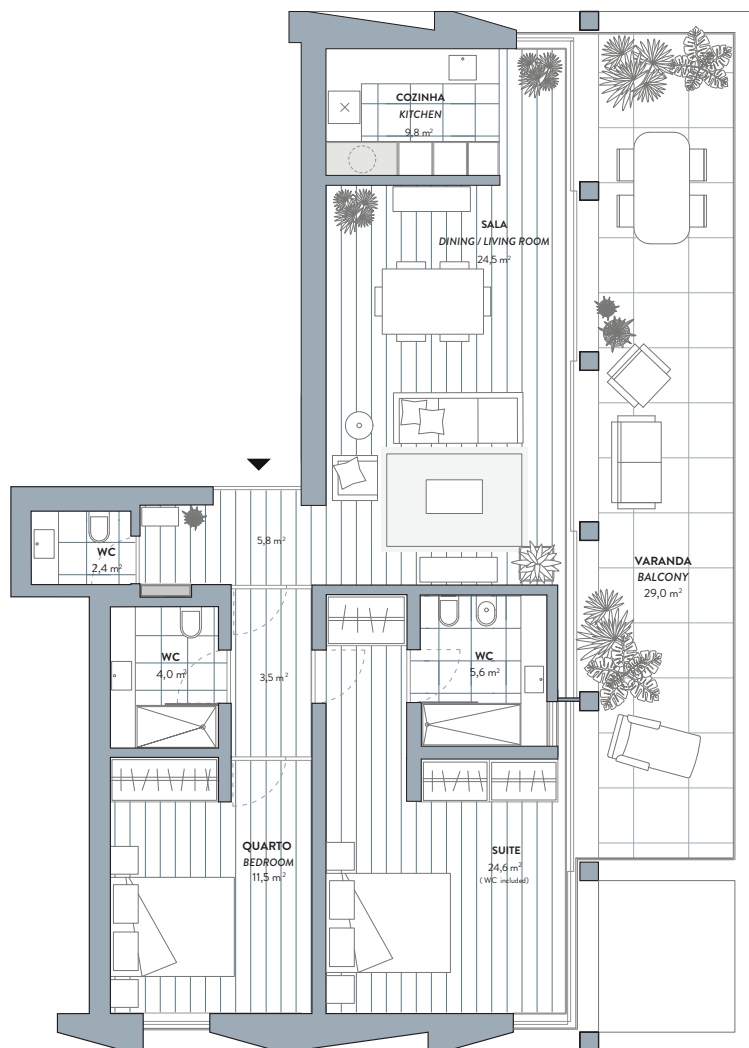 COZINHA
KITCHEN
9,8 m²
SALA
DINING / LIVING ROOM
24,5 m²
5,8 m²
WC
2,4 m²
VARANDA
BALCONY
29,0 m²
WC
4,0 m²
3,5 m²
WC
5,6 m²
QUARTO
BEDROOM
11,5 m²
SUITE
24,6 m²
( WC included)